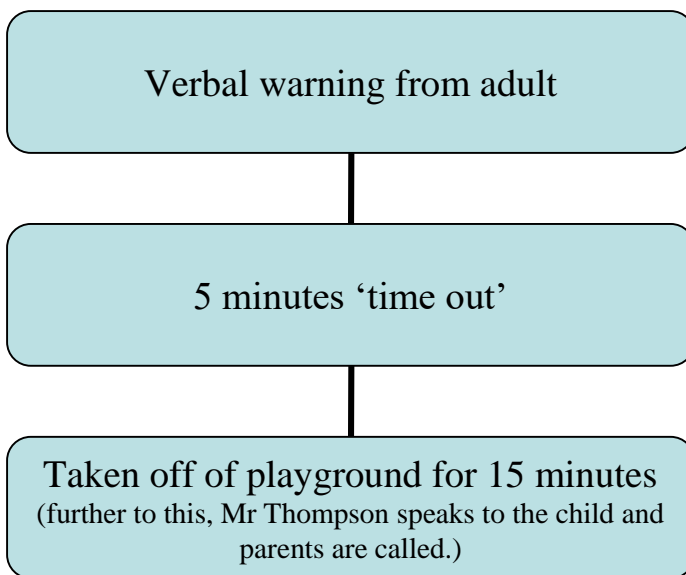 Verbal warning from adult
5 minutes ‘time out’
Taken off of playground for 15 minutes
(further to this, Mr Thompson speaks to the child and
parents are called.)